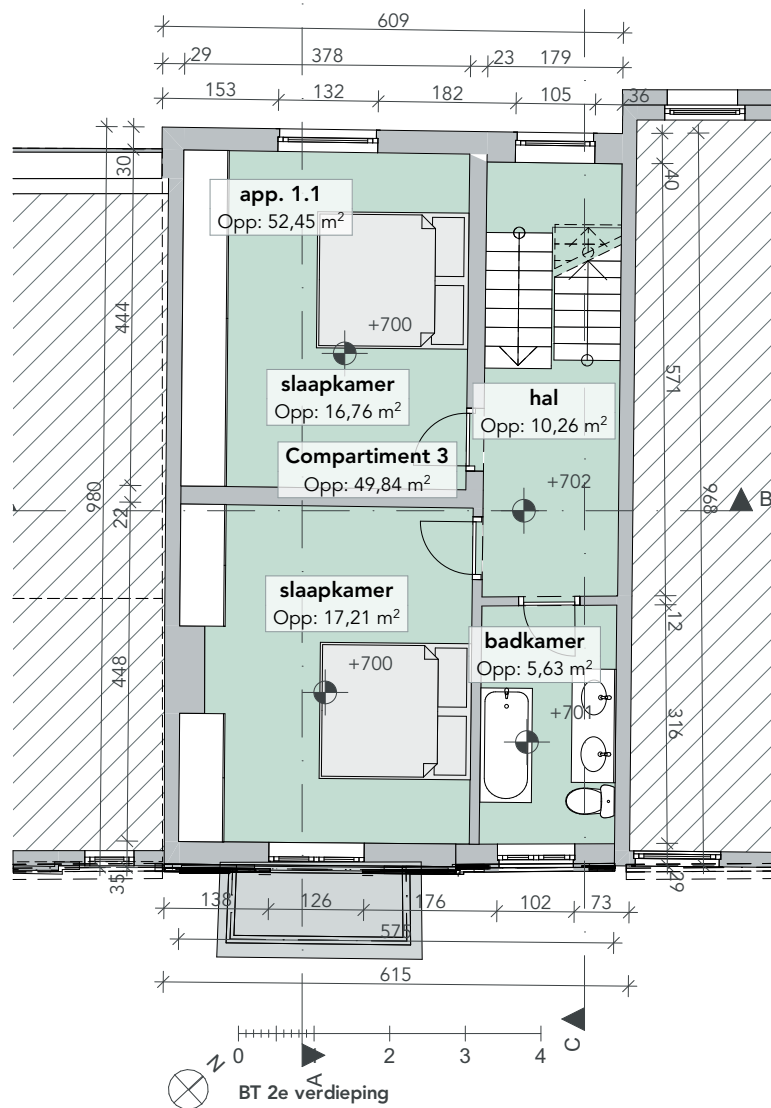 609
29 378 23 179
153 132 182 105 36
30
40
app. 1.1
Opp: 52,45 m²
+700
444
slaapkamer
Opp: 16,76 m²
hal
Opp: 10,26 m²
571
Compartiment 3
Opp: 49,84 m²
+702
980
22
968
B
slaapkamer
Opp: 17,21 m²
12
badkamer
Opp: 5,63 m²
+700
448
+701
316
35
29
138 126 176 102 73
575
615
N
0 2 3 4
A
C
BT 2e verdieping